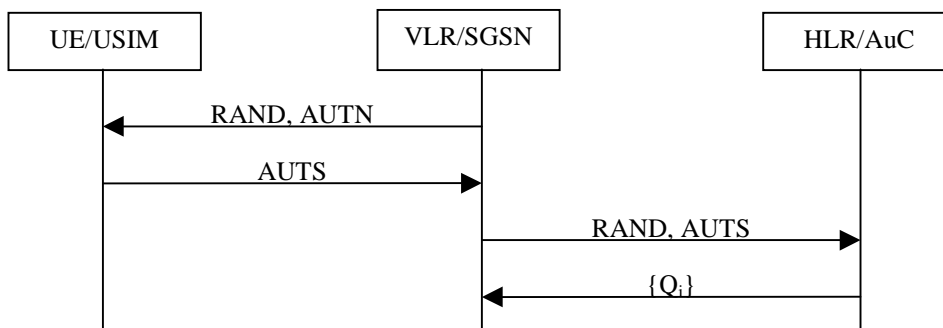 UE/USIM
VLR/SGSN
HLR/AuC
RAND, AUTN
AUTS
RAND, AUTS
{Qᵢ}